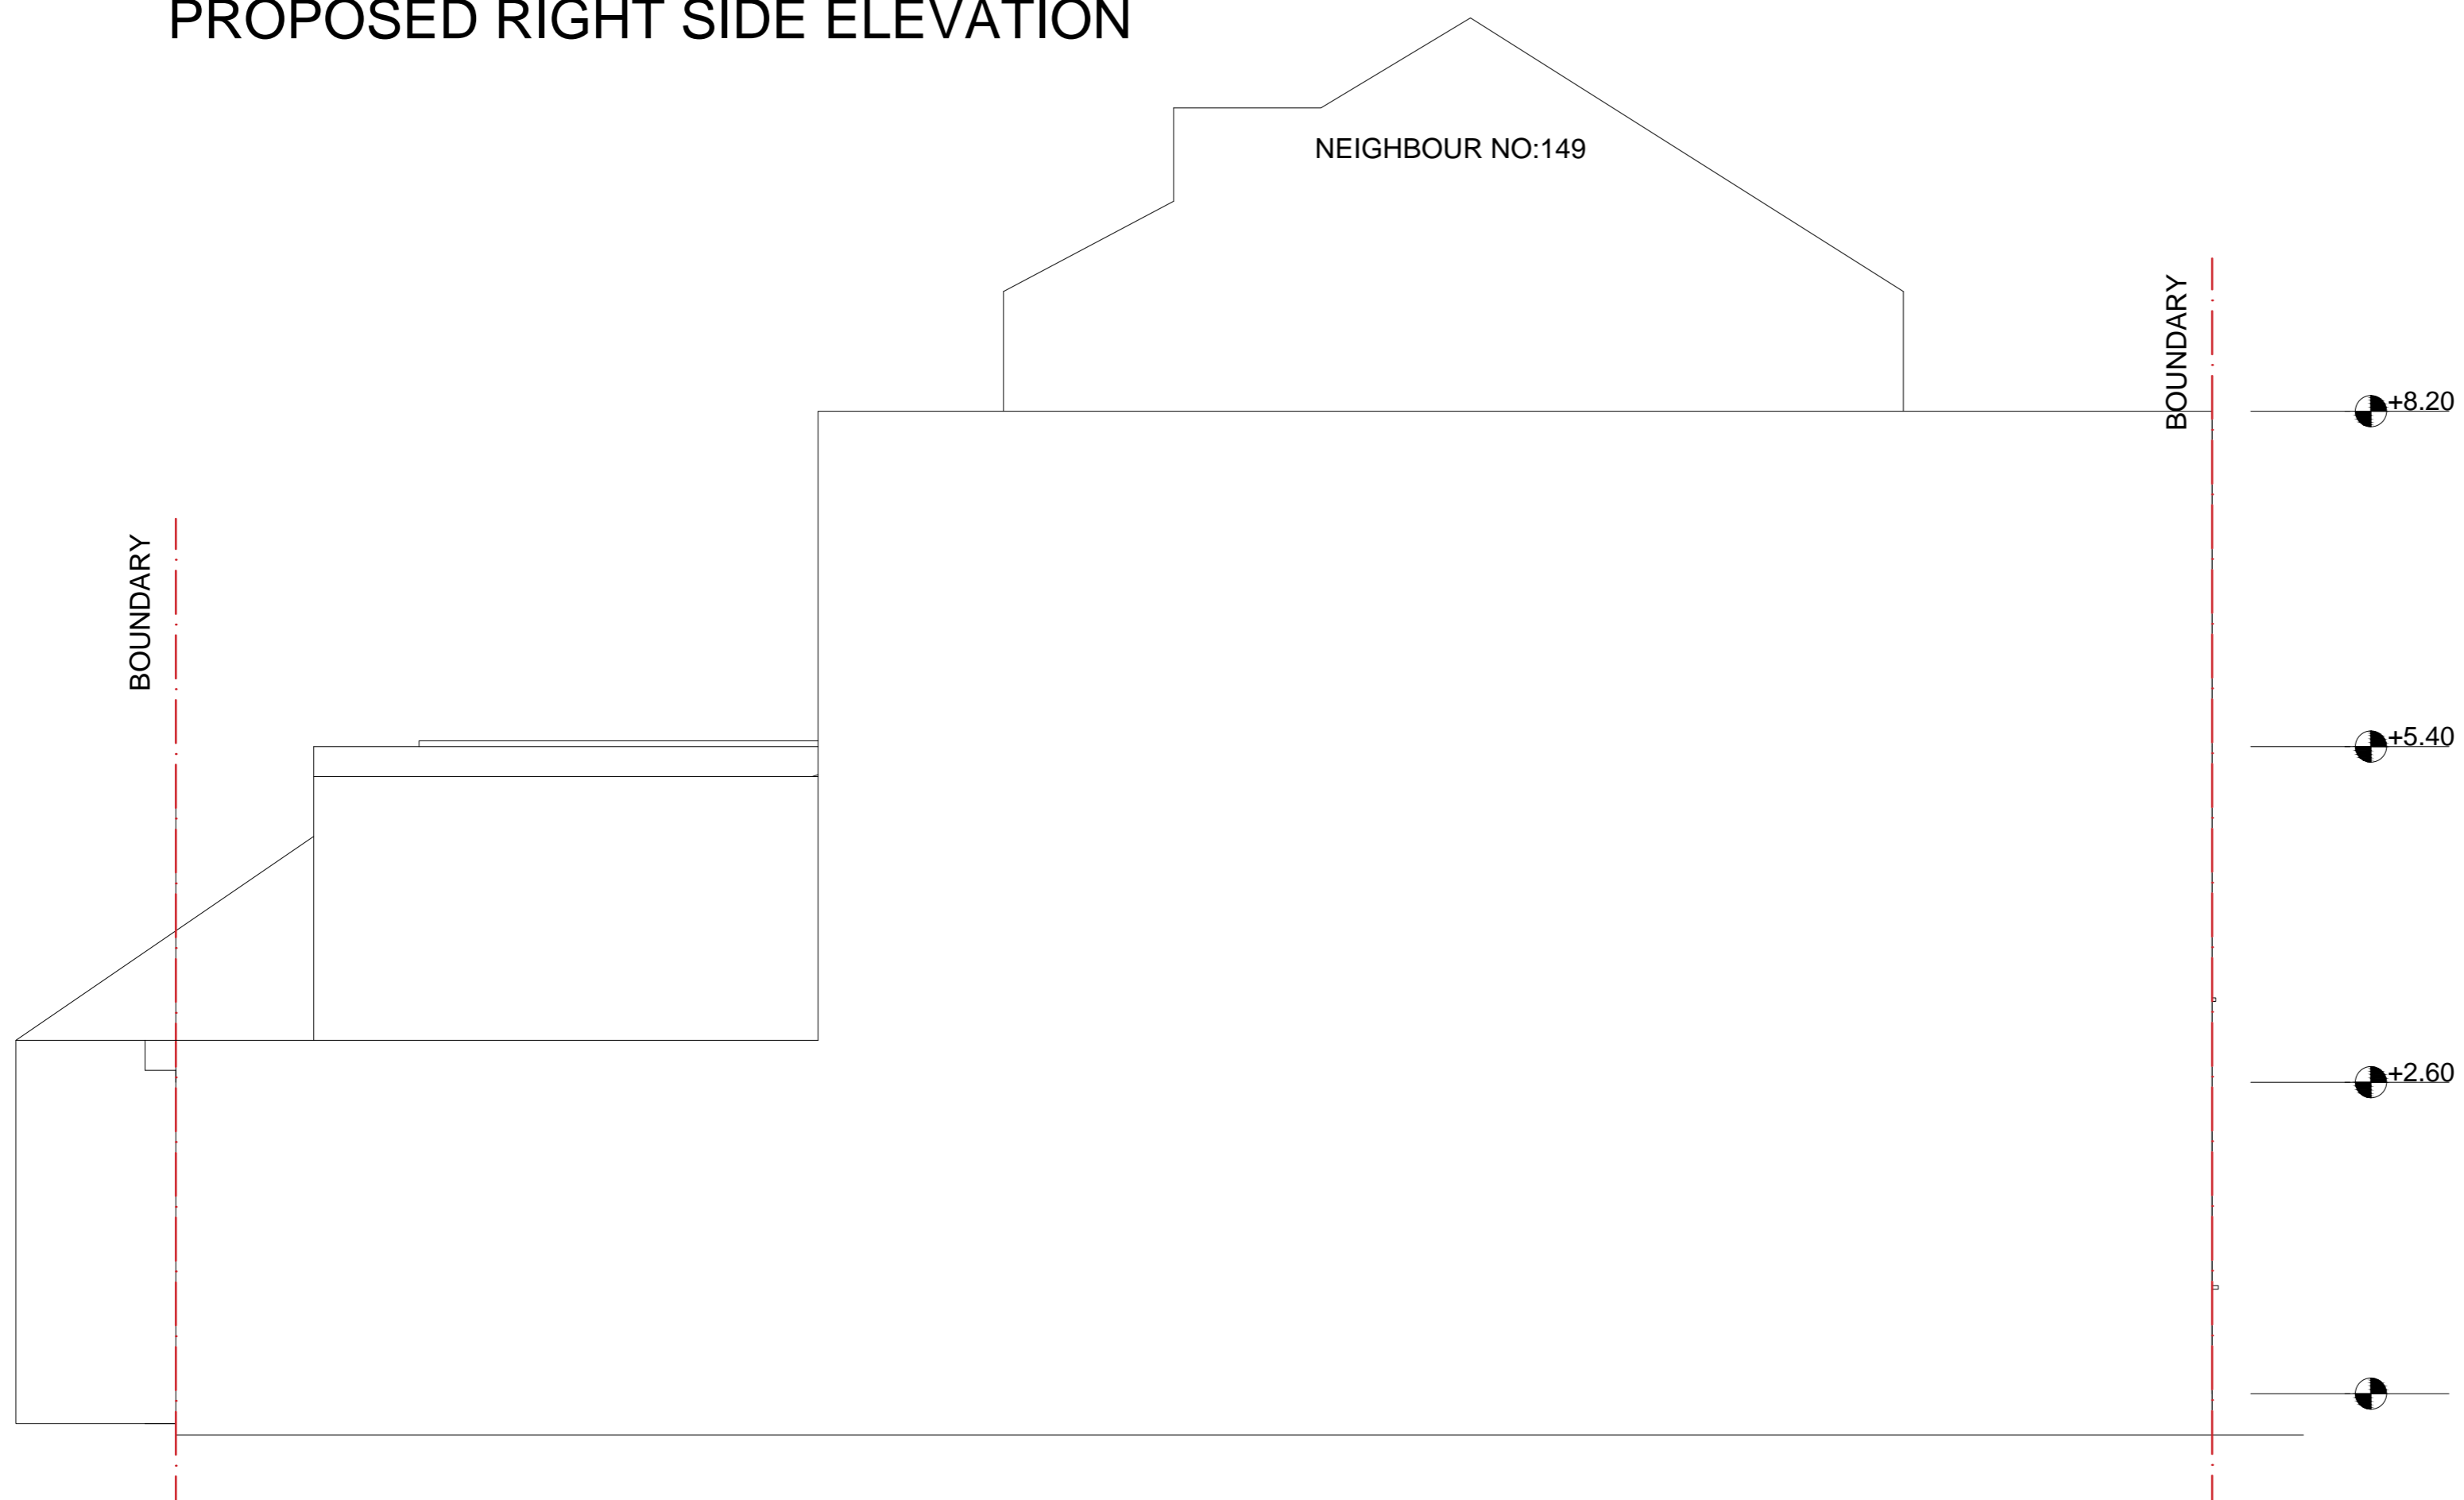 PROPOSED RIGHT SIDE ELEVATION
NEIGHBOUR NO:149
BOUNDARY
+8.20
BOUNDARY
+5.40
+2.60